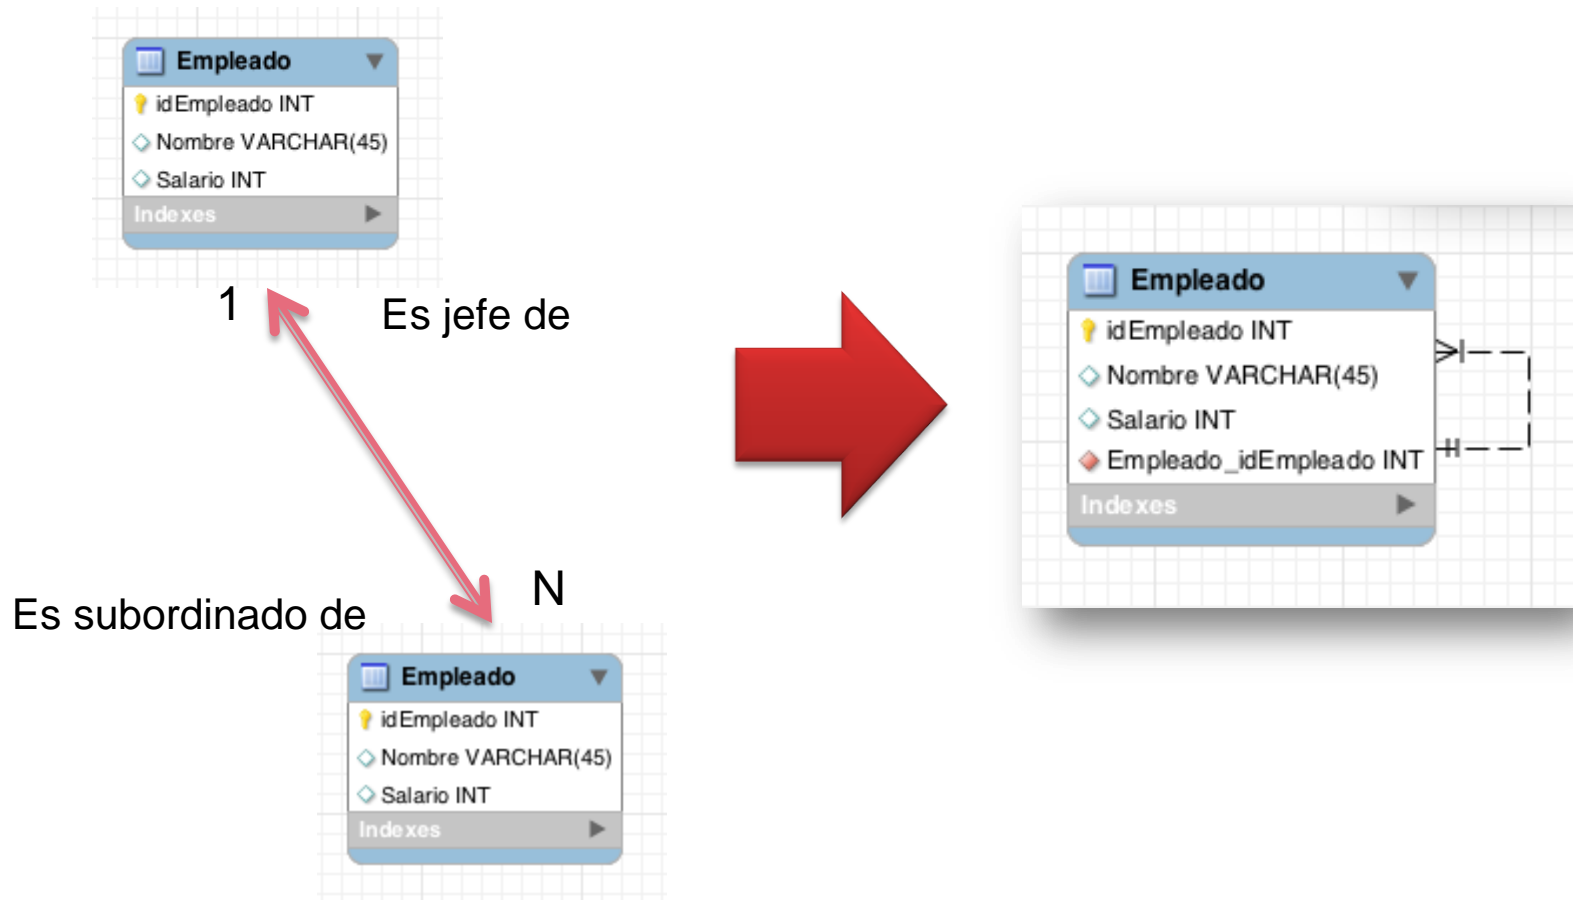 Empleado
idEmpleado INT
Nombre VARCHAR(45)
Salario INT
Indexes
1
Es jefe de
N
Es subordinado de
Empleado
idEmpleado INT
Nombre VARCHAR(45)
Salario INT
Indexes
Empleado
idEmpleado INT
Nombre VARCHAR(45)
Salario INT
Empleado_idEmpleado INT
Indexes